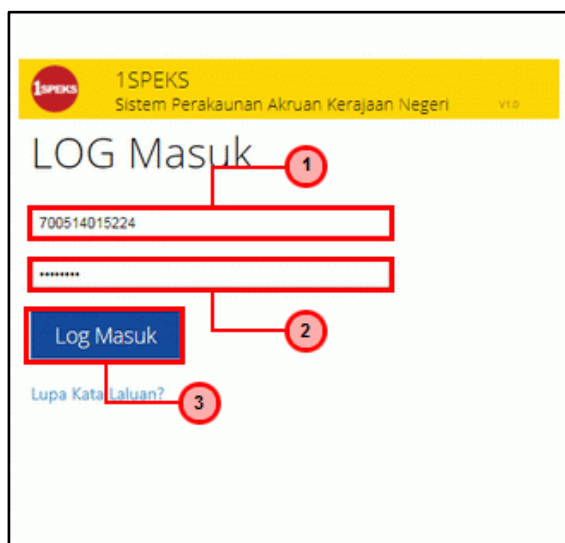 1SPEKS
1SPEKS
Sistem Perakaunan Akruan Kerajaan Negeri V1.0
LOG Masuk
1
700514015224
••••••••
2
Log Masuk
Lupa Kata Laluan?
3